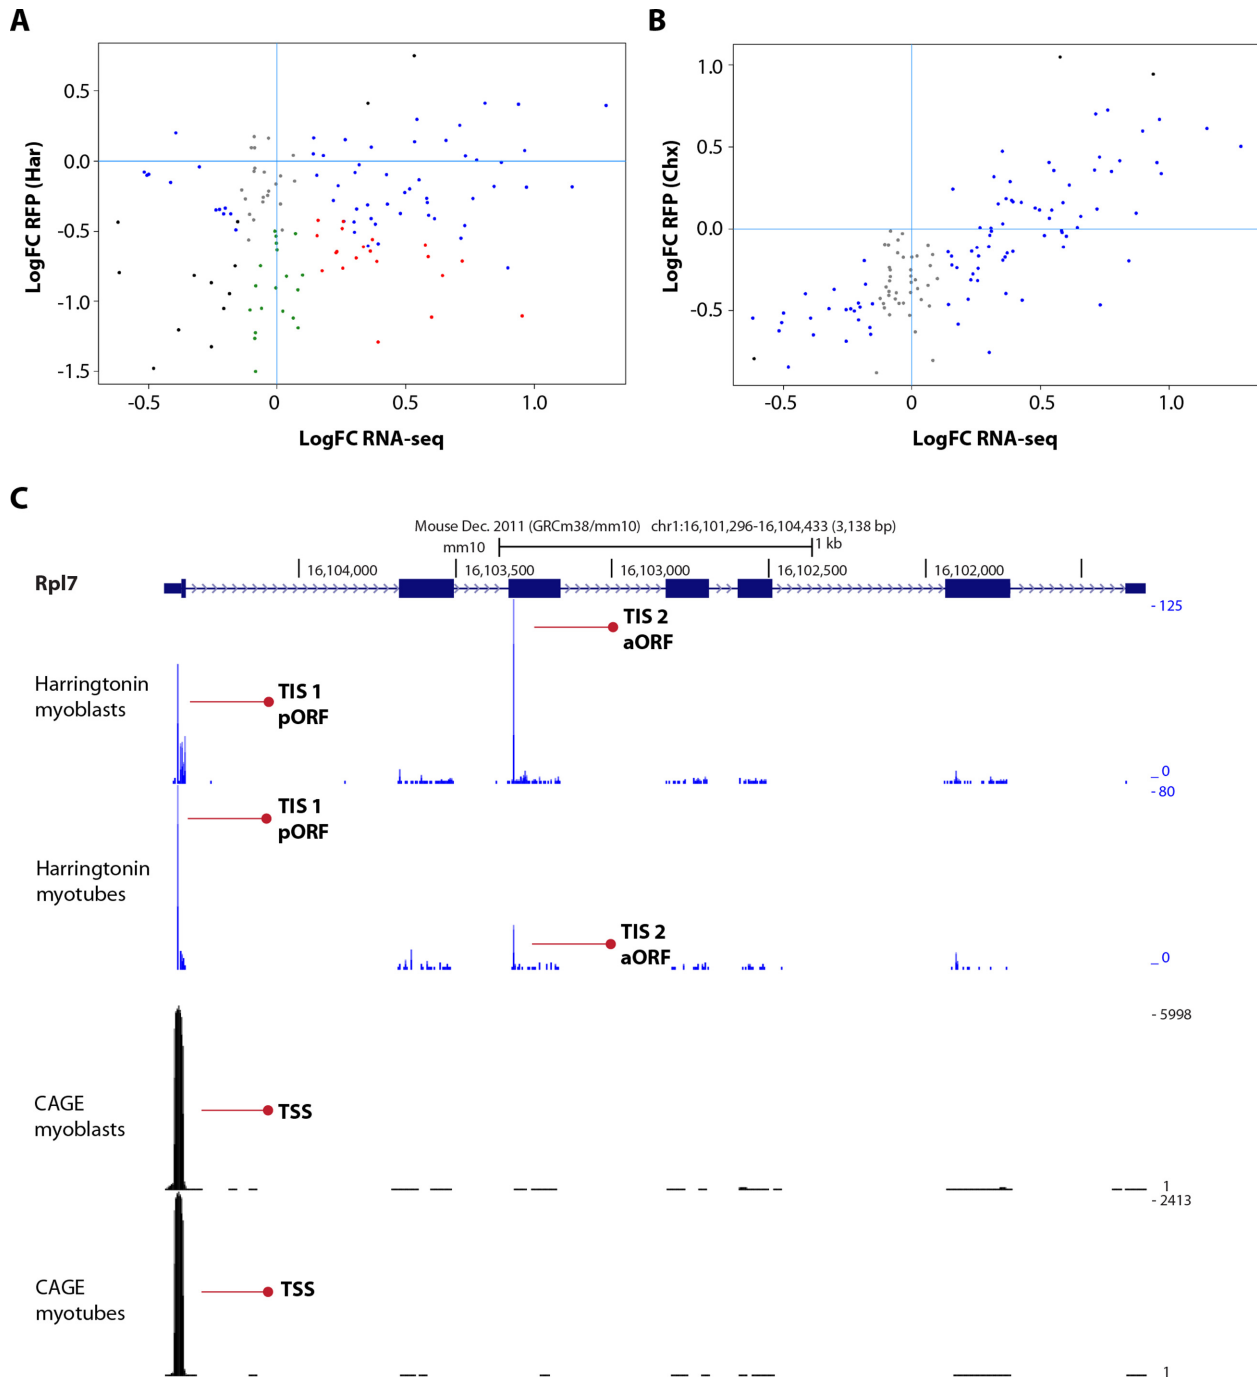 A
B
0.5
0.0
-0.5
-1.0
-1.5
LogFC RFP (Har)
-0.5
0
0.5
1.0
LogFC RNA-seq
1.0
0.5
0.0
-0.5
LogFC RFP (Chx)
-0.5
0
0.5
1.0
LogFC RNA-seq
C
Mouse Dec. 2011 (GRCm38/mm10) chr1:16,101,296-16,104,433 (3,138 bp)
mm10
1 kb
16,104,000
16,103,500
16,103,000
16,102,500
16,102,000
Rpl7
- 125
TIS 2
aORF
Harringtonin
myoblasts
TIS 1
pORF
_ 0
- 80
TIS 1
pORF
Harringtonin
myotubes
TIS 2
aORF
_ 0
- 5998
CAGE
myoblasts
TSS
1
- 2413
CAGE
myotubes
TSS
1